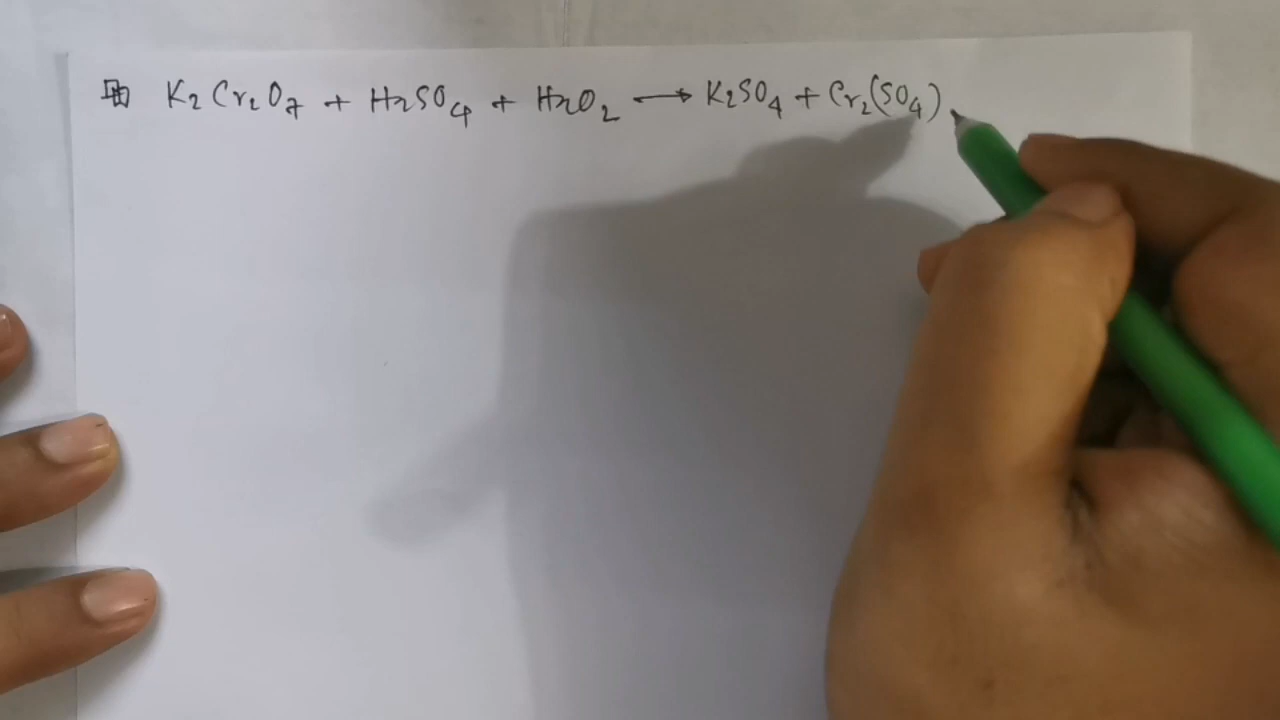 K₂Cr₂O₇ + H₂SO₄ + H₂O₂ → K₂SO₄ + Cr₂(SO₄)